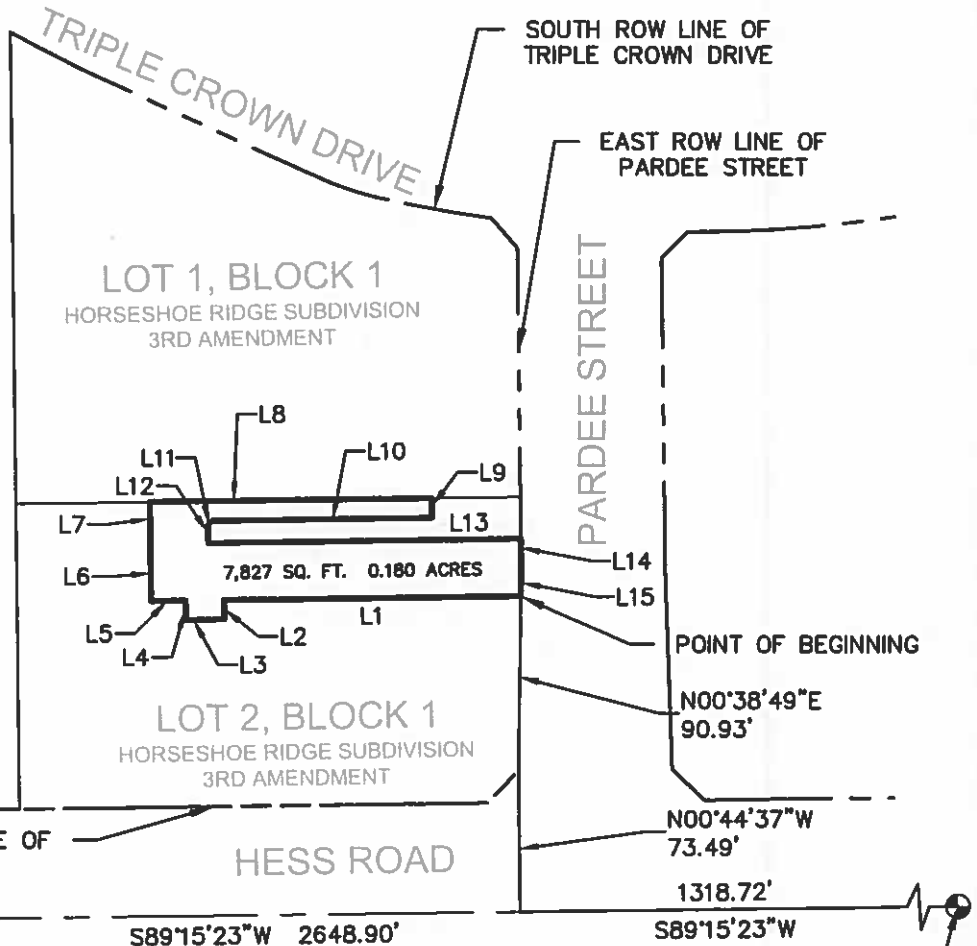 TRIPLE CROWN DRIVE
SOUTH ROW LINE OF
TRIPLE CROWN DRIVE
EAST ROW LINE OF
PARDEE STREET
PARDEE STREET
LOT 1, BLOCK 1
HORSESHOE RIDGE SUBDIVISION
3RD AMENDMENT
L8
L11
L10
L12
L9
L7
L13
L14
L6
7,827 SQ. FT. 0.180 ACRES
L15
L5
L1
L2
L4
L3
POINT OF BEGINNING
N00°38'49"E
90.93'
LOT 2, BLOCK 1
HORSESHOE RIDGE SUBDIVISION
3RD AMENDMENT
E OF
N00°44'37"W
73.49'
HESS ROAD
1318.72'
S89°15'23"W 2648.90'
S89°15'23"W